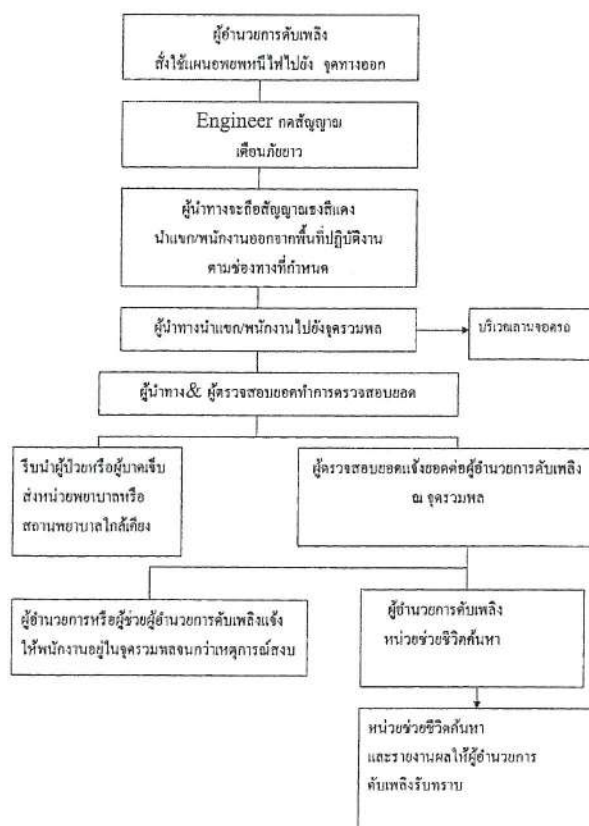 ผู้อำนวยการดับเพลิง
สั่งใช้แผนอพยพหนีไฟไปยัง จุดทางออก
Engineer กดสัญญาณ
เตือนภัยยาว
ผู้นำทางจะถือสัญญาณธงสีแดง
นำแขก/พนักงานออกจากพื้นที่ปฏิบัติงาน
ตามช่องทางที่กำหนด
ผู้นำทางนำแขก/พนักงานไปยังจุดรวมพล
บริเวณลานจอดรถ
ผู้นำทาง& ผู้ตรวจสอบยอดทำการตรวจสอบยอด
รีบนำผู้ป่วยหรือผู้บาดเจ็บ
ส่งหน่วยพยาบาลหรือ
สถานพยาบาลใกล้เคียง
ผู้ตรวจสอบยอดแจ้งยอดต่อผู้อำนวยการดับเพลิง
ณ จุดรวมพล
ผู้อำนวยการหรือผู้ช่วยผู้อำนวยการดับเพลิงแจ้ง
ให้พนักงานอยู่ในจุดรวมพลจนกว่าเหตุการณ์สงบ
ผู้อำนวยการดับเพลิง
หน่วยช่วยชีวิตค้นหา
หน่วยช่วยชีวิตค้นหา
และรายงานผลให้ผู้อำนวยการ
ดับเพลิงรับทราบ